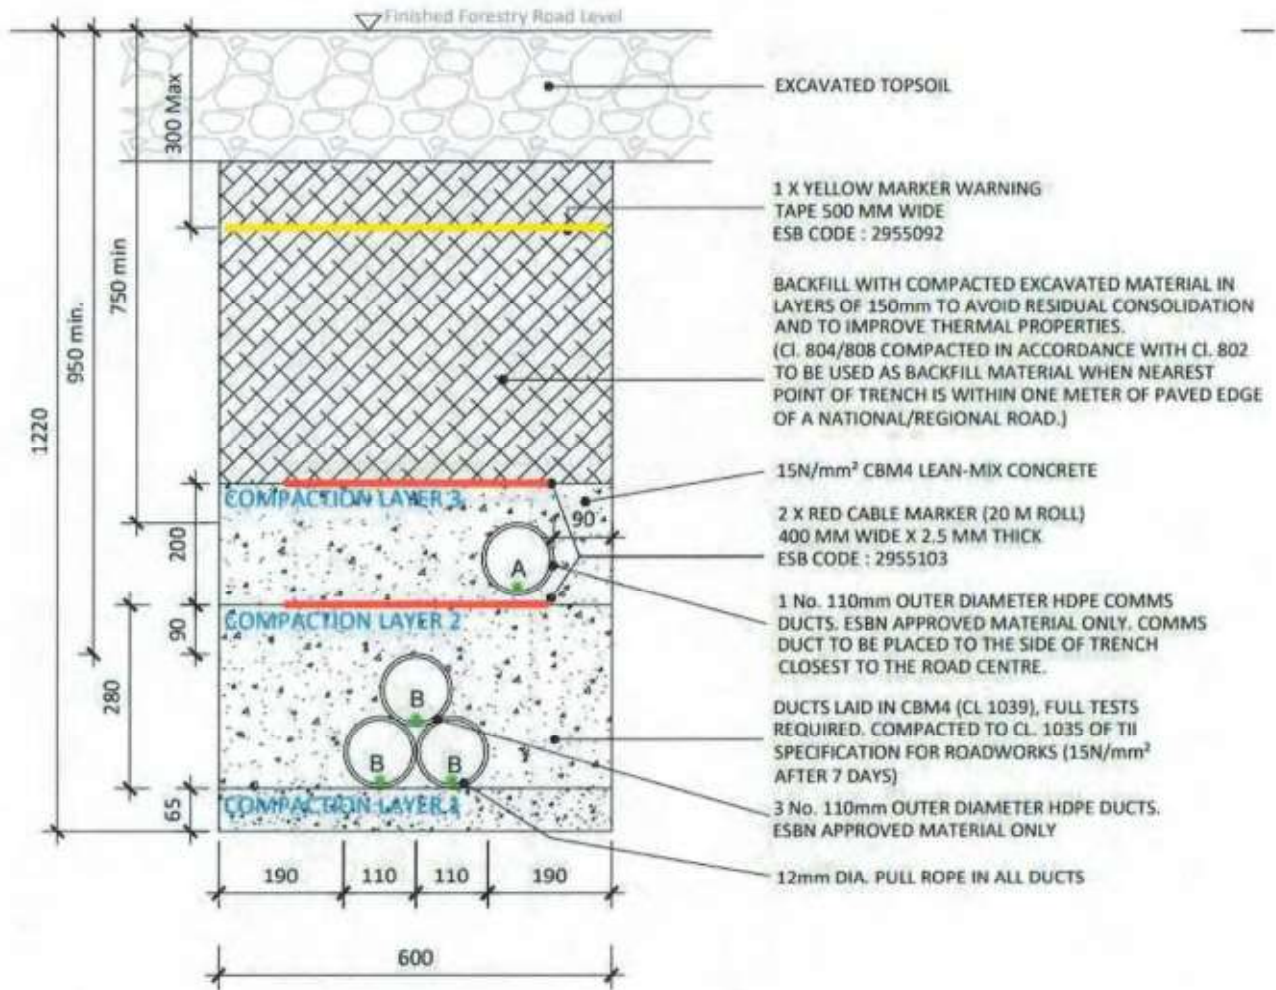 Finished Forestry Road Level
EXCAVATED TOPSOIL
300 Max
1 X YELLOW MARKER WARNING
TAPE 500 MM WIDE
ESB CODE : 2955092
750 min
950 min.
1220
BACKFILL WITH COMPACTED EXCAVATED MATERIAL IN
LAYERS OF 150mm TO AVOID RESIDUAL CONSOLIDATION
AND TO IMPROVE THERMAL PROPERTIES.
(Cl. 804/808 COMPACTED IN ACCORDANCE WITH Cl. 802
TO BE USED AS BACKFILL MATERIAL WHEN NEAREST
POINT OF TRENCH IS WITHIN ONE METER OF PAVED EDGE
OF A NATIONAL/REGIONAL ROAD.)
15N/mm² CBM4 LEAN-MIX CONCRETE
COMPACTION LAYER 3
90
200
A
2 X RED CABLE MARKER (20 M ROLL)
400 MM WIDE X 2.5 MM THICK
ESB CODE : 2955103
1 No. 110mm OUTER DIAMETER HDPE COMMS
DUCTS. ESBN APPROVED MATERIAL ONLY. COMMS
DUCT TO BE PLACED TO THE SIDE OF TRENCH
CLOSEST TO THE ROAD CENTRE.
COMPACTION LAYER 2
90
280
B
B
B
DUCTS LAID IN CBM4 (CL 1039), FULL TESTS
REQUIRED. COMPACTED TO CL. 1035 OF TII
SPECIFICATION FOR ROADWORKS (15N/mm²
AFTER 7 DAYS)
65
COMPACTION LAYER 1
3 No. 110mm OUTER DIAMETER HDPE DUCTS.
ESBN APPROVED MATERIAL ONLY
12mm DIA. PULL ROPE IN ALL DUCTS
190
110
110
190
600